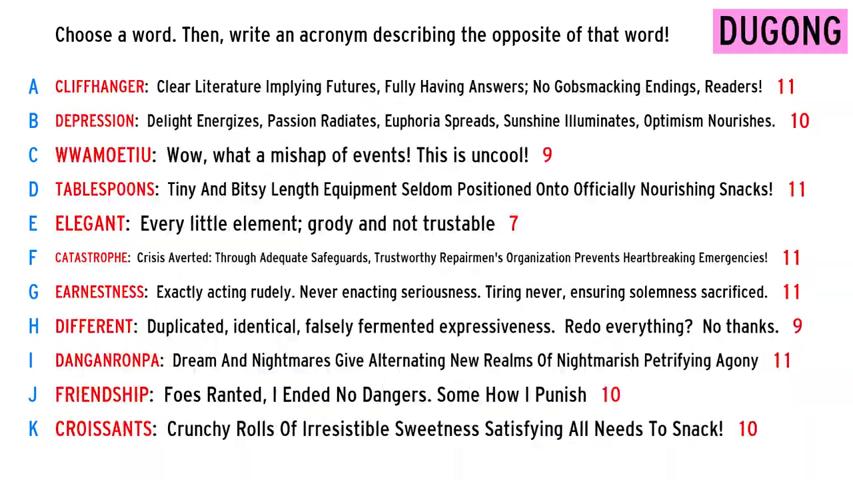 Choose a word. Then, write an acronym describing the opposite of that word!
DUGONG
A CLIFFHANGER: Clear Literature Implying Futures, Fully Having Answers; No Gobsmacking Endings, Readers! 11
B DEPRESSION: Delight Energizes, Passion Radiates, Euphoria Spreads, Sunshine Illuminates, Optimism Nourishes. 10
C WWAMOETIU: Wow, what a mishap of events! This is uncool! 9
D TABLESPOONS: Tiny And Bitsy Length Equipment Seldom Positioned Onto Officially Nourishing Snacks! 11
E ELEGANT: Every little element; grody and not trustable 7
F CATASTROPHE: Crisis Averted: Through Adequate Safeguards, Trustworthy Repairmen's Organization Prevents Heartbreaking Emergencies! 11
G EARNESTNESS: Exactly acting rudely. Never enacting seriousness. Tiring never, ensuring solemness sacrificed. 11
H DIFFERENT: Duplicated, identical, falsely fermented expressiveness. Redo everything? No thanks. 9
I DANGANRONPA: Dream And Nightmares Give Alternating New Realms Of Nightmarish Petrifying Agony 11
J FRIENDSHIP: Foes Ranted, I Ended No Dangers. Some How I Punish 10
K CROISSANTS: Crunchy Rolls Of Irresistible Sweetness Satisfying All Needs To Snack! 10